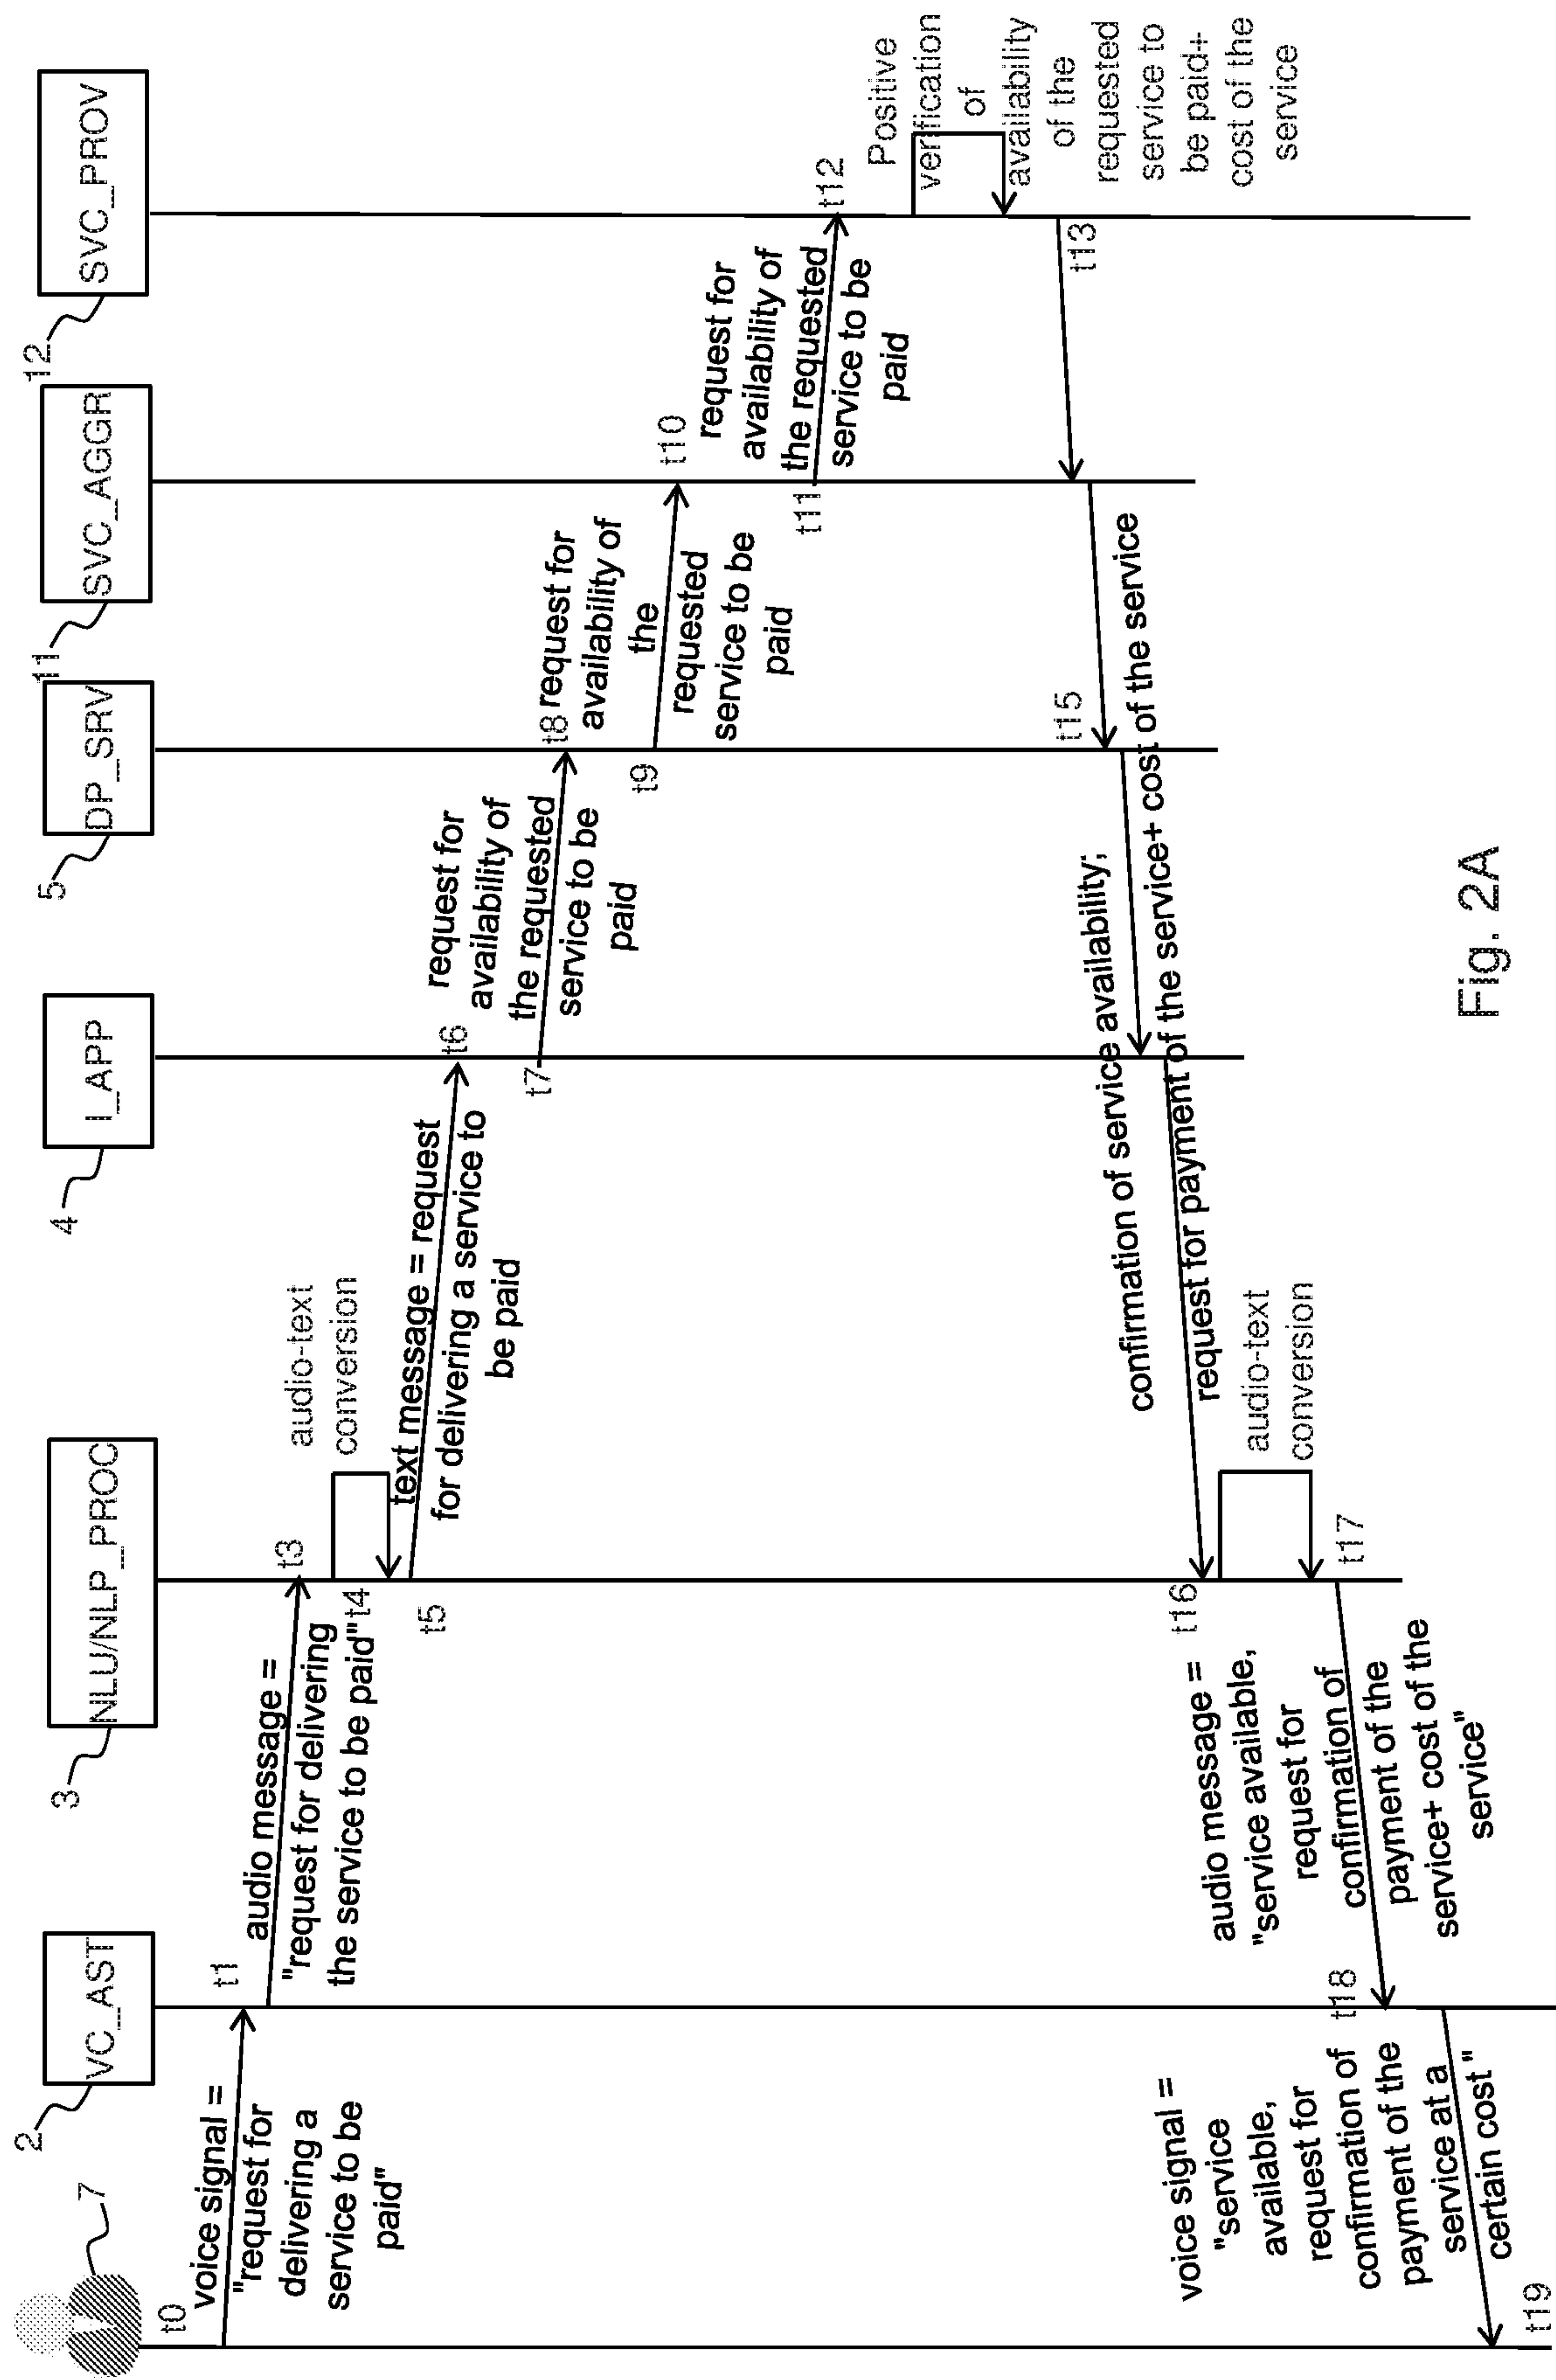 7
2
VC_AST
3
NLU/NLP_PROC
4
I_APP
5
DP_SRV
11
SVC_AGGR
12
SVC_PROV
t0
voice signal =
"request for
delivering a
service to be
paid"
t1
audio message =
"request for delivering
the service to be paid"
t3
t4
audio-text
conversion
t5
text message = request
for delivering a service to
be paid
t6
t7
request for
availability of
the requested
service to be
paid
t8
t9
request for
availability of
the
requested
service to be
paid
t10
t11
request for
availability of
the requested
service to be
paid
t12
Positive
verification
of
availability
of the
requested
service to
be paid+
cost of the
service
t13
t15
confirmation of service availability;
request for payment of the service+ cost of the service
t16
audio-text
conversion
t17
audio message =
"service available,
request for
confirmation of
payment of the
service+ cost of the
service"
t18
voice signal =
"service
available,
request for
confirmation of
payment of the
service at a
certain cost "
t19
Fig. 2A